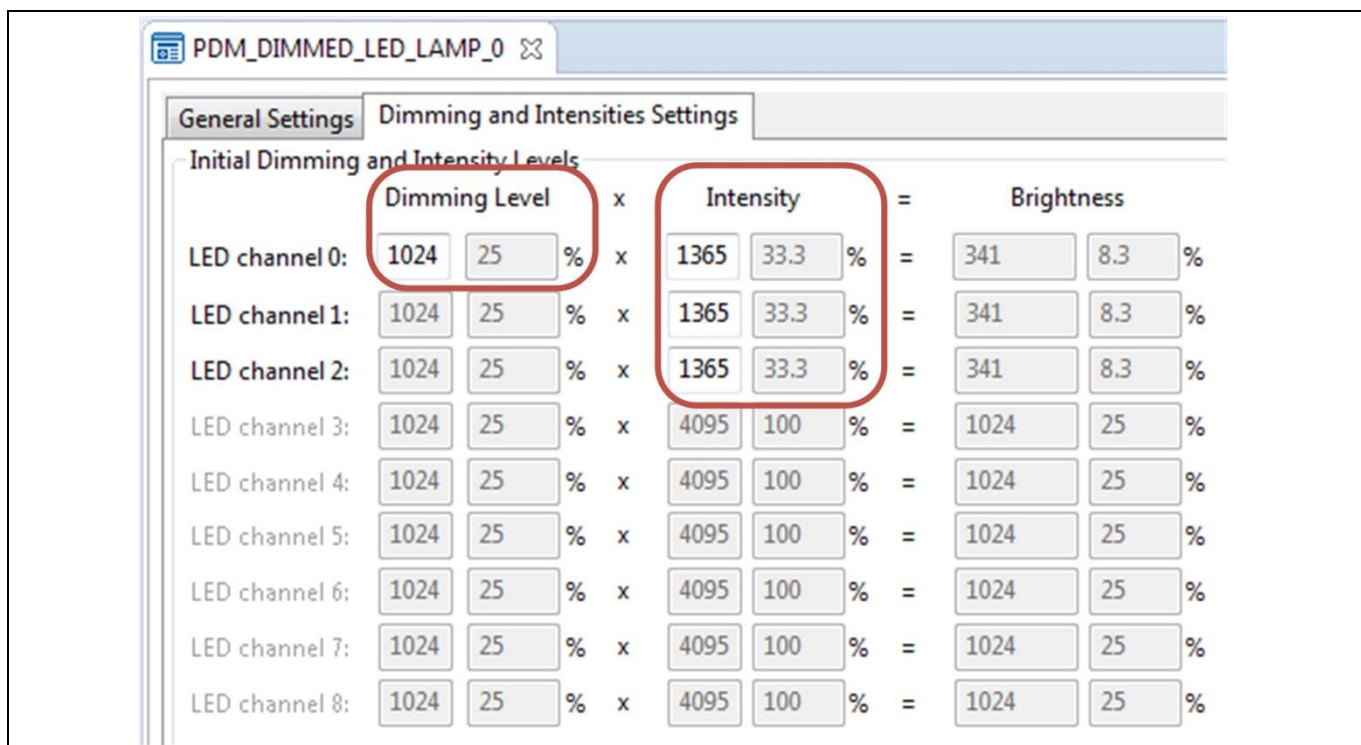 PDM_DIMMED_LED_LAMP_0
General Settings Dimming and Intensities Settings
Initial Dimming and Intensity Levels
Dimming Level x Intensity = Brightness
LED channel 0: 1024 25 % x 1365 33.3 % = 341 8.3 %
LED channel 1: 1024 25 % x 1365 33.3 % = 341 8.3 %
LED channel 2: 1024 25 % x 1365 33.3 % = 341 8.3 %
LED channel 3: 1024 25 % x 4095 100 % = 1024 25 %
LED channel 4: 1024 25 % x 4095 100 % = 1024 25 %
LED channel 5: 1024 25 % x 4095 100 % = 1024 25 %
LED channel 6: 1024 25 % x 4095 100 % = 1024 25 %
LED channel 7: 1024 25 % x 4095 100 % = 1024 25 %
LED channel 8: 1024 25 % x 4095 100 % = 1024 25 %